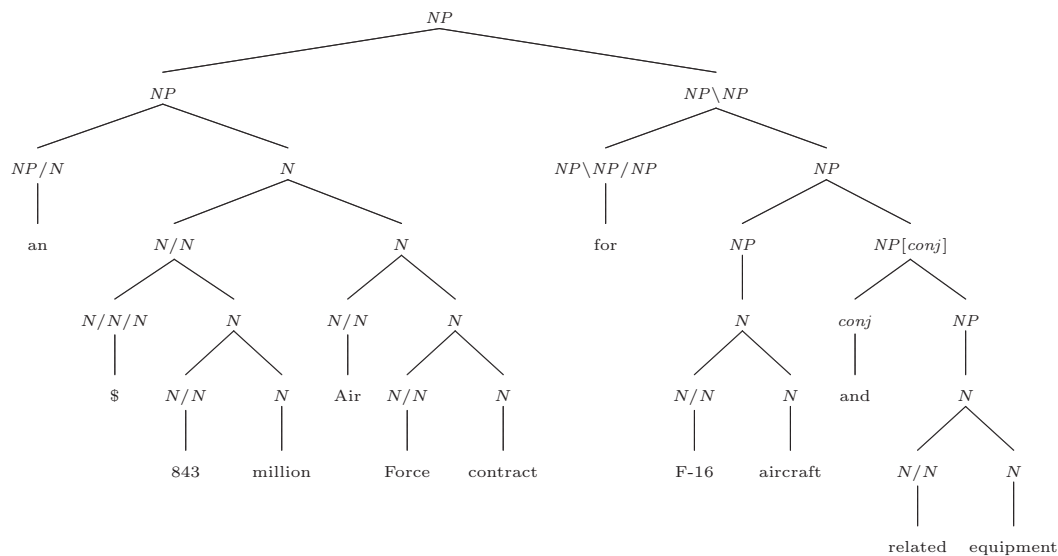 NP
NP NP\NP
NP/N N NP\NP/NP NP
an N/N N for NP NP[conj]
N/N/N N N/N N N conj NP
$ N/N N Air N/N N N/N N and N
843 million Force contract F-16 aircraft N/N N
related equipment